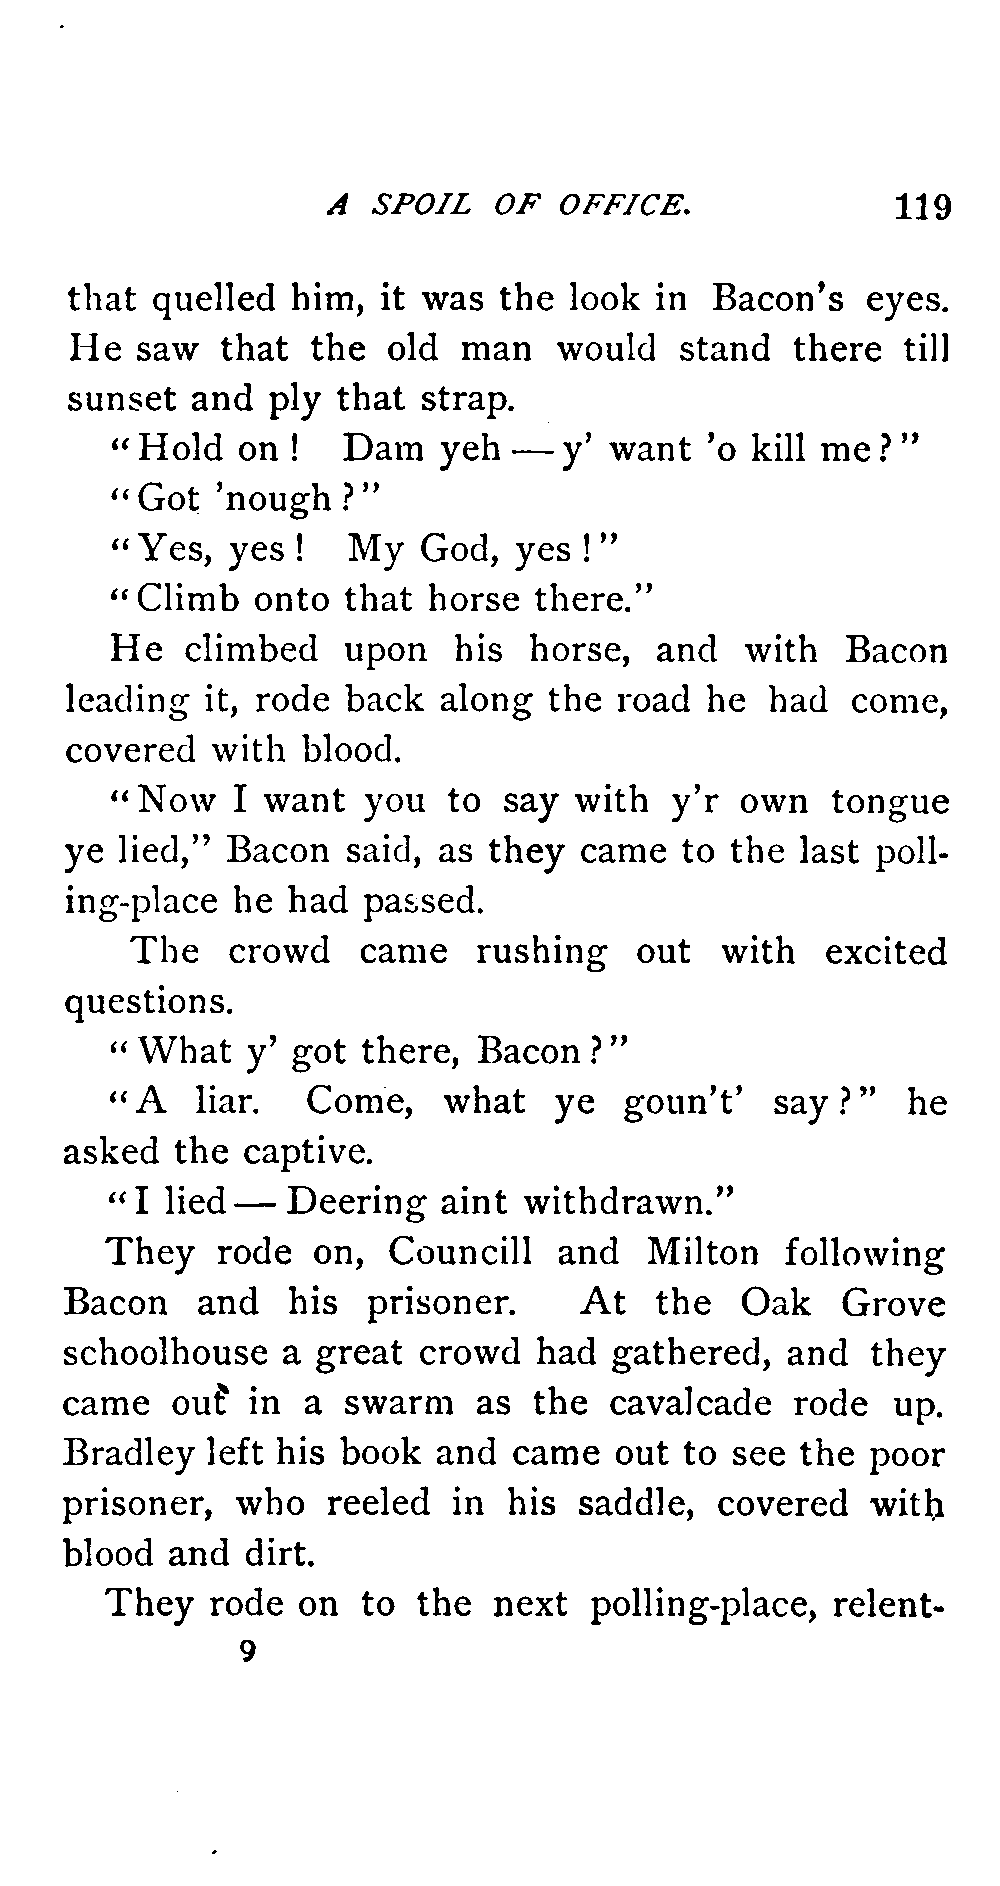 A SPOIL OF OFFICE. 119
that quelled him, it was the look in Bacon's eyes.
He saw that the old man would stand there till
sunset and ply that strap.
"Hold on! Dam yeh — y' want 'o kill me?"
"Got 'nough?"
"Yes, yes! My God, yes!"
"Climb onto that horse there."
He climbed upon his horse, and with Bacon
leading it, rode back along the road he had come,
covered with blood.
"Now I want you to say with y'r own tongue
ye lied," Bacon said, as they came to the last poll-
ing-place he had passed.
The crowd came rushing out with excited
questions.
"What y' got there, Bacon?"
"A liar. Come, what ye goun't' say?" he
asked the captive.
"I lied — Deering aint withdrawn."
They rode on, Councill and Milton following
Bacon and his prisoner. At the Oak Grove
schoolhouse a great crowd had gathered, and they
came out in a swarm as the cavalcade rode up.
Bradley left his book and came out to see the poor
prisoner, who reeled in his saddle, covered with
blood and dirt.
They rode on to the next polling-place, relent-
9